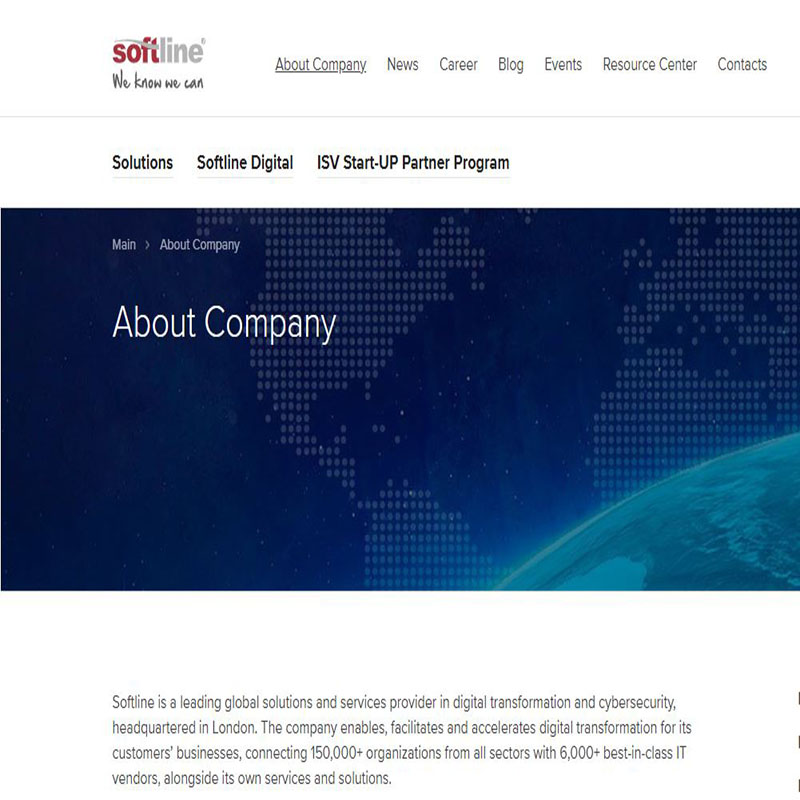 softline®
We know we can
About Company News Career Blog Events Resource Center Contacts
Solutions Softline Digital ISV Start-UP Partner Program
Main > About Company
About Company
Softline is a leading global solutions and services provider in digital transformation and cybersecurity,
headquartered in London. The company enables, facilitates and accelerates digital transformation for its
customers' businesses, connecting 150,000+ organizations from all sectors with 6,000+ best-in-class IT
vendors, alongside its own services and solutions.